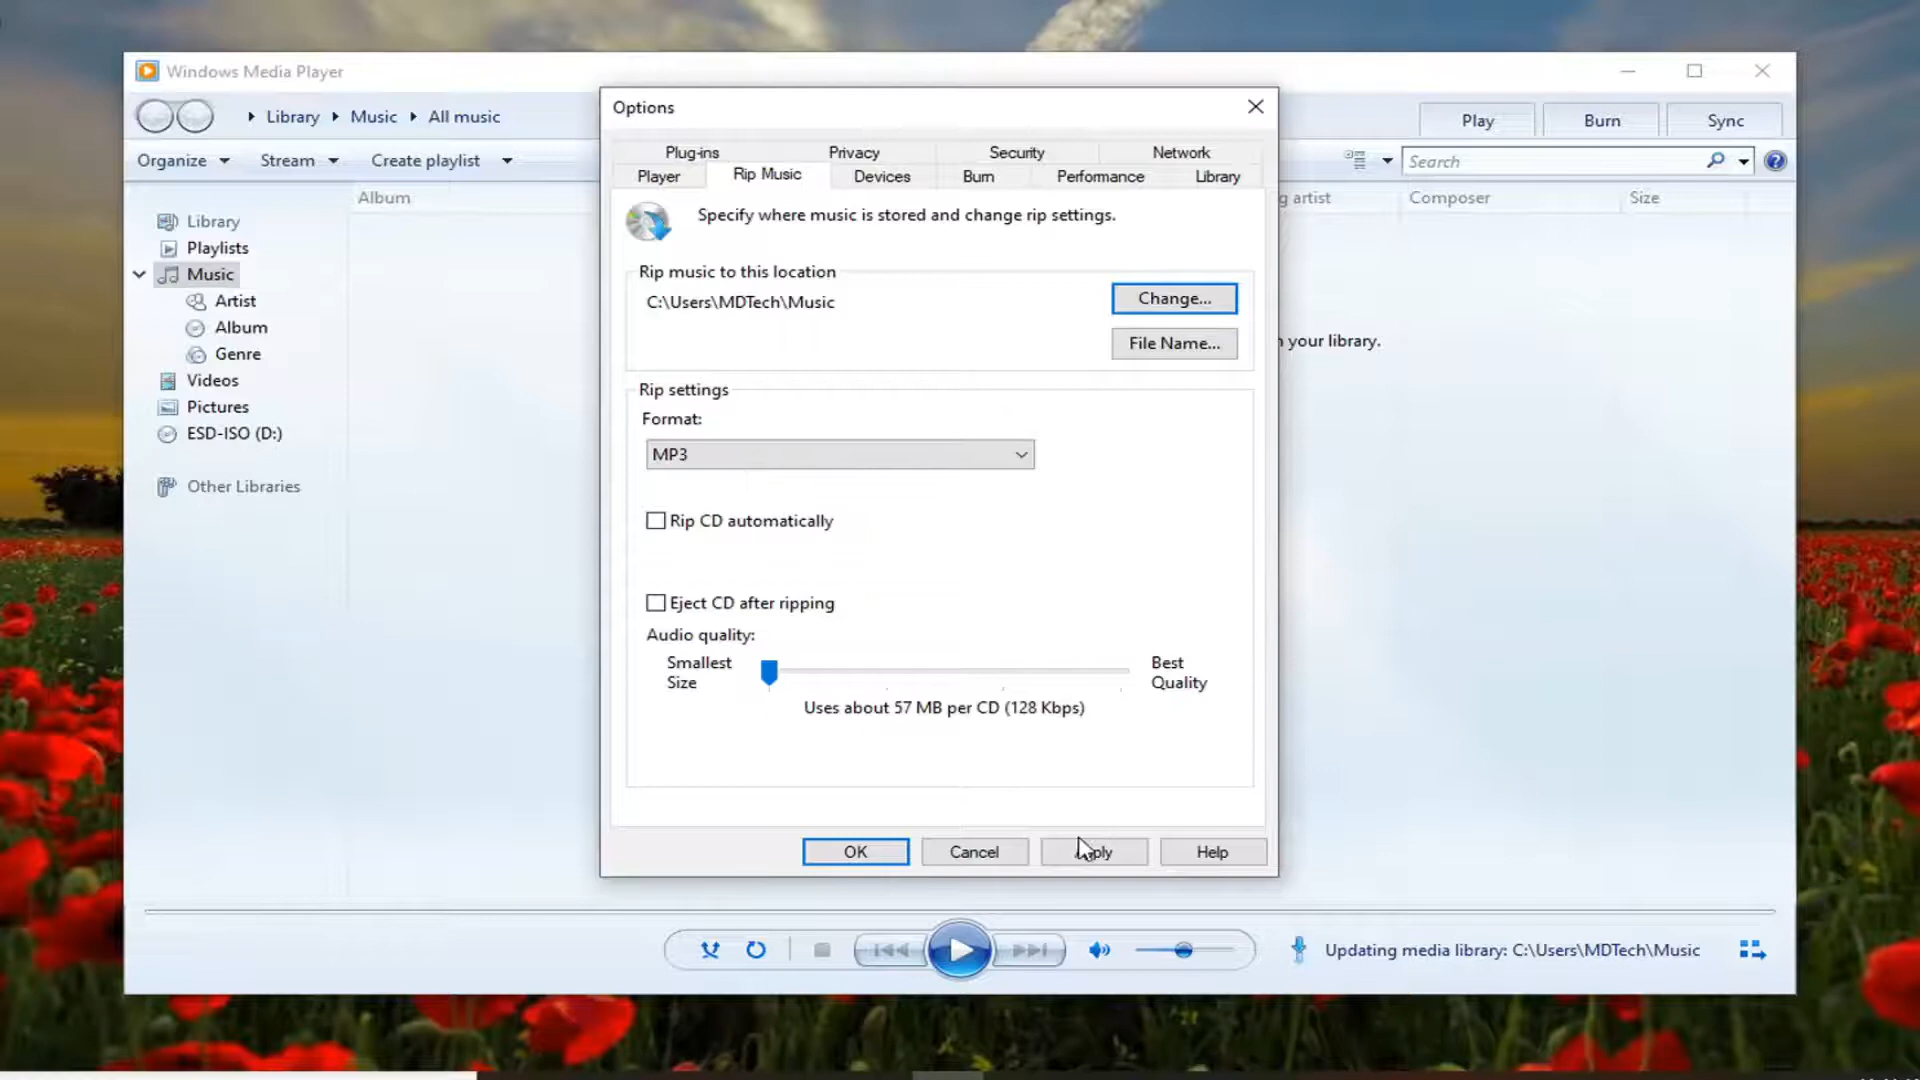 Windows Media Player
Library Music All music
Play Burn Sync
Organize Stream Create playlist
Search
Album
g artist Composer Size
Library
Playlists
Music
Artist
Album
Genre
Videos
Pictures
ESD-ISO (D:)
Other Libraries
your library.
Options
Plug-ins Privacy Security Network
Player Rip Music Devices Burn Performance Library
Specify where music is stored and change rip settings.
Rip music to this location
C:\Users\MDTech\Music
Change...
File Name...
Rip settings
Format:
MP3
Rip CD automatically
Eject CD after ripping
Audio quality:
Smallest
Size
Best
Quality
Uses about 57 MB per CD (128 Kbps)
OK Cancel Apply Help
Updating media library: C:\Users\MDTech\Music